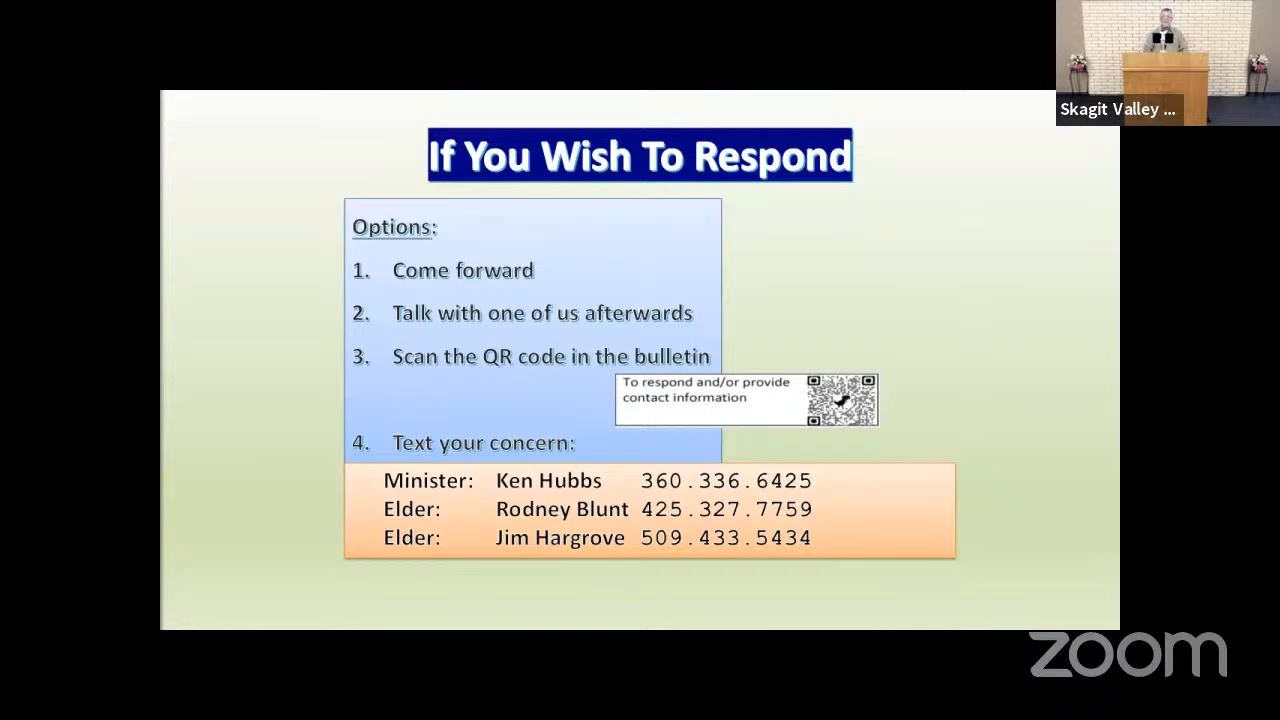 Skagit Valley ...
If You Wish To Respond
Options:
1. Come forward
2. Talk with one of us afterwards
3. Scan the QR code in the bulletin
To respond and/or provide
contact information
4. Text your concern:
Minister: Ken Hubbs 360.336.6425
Elder: Rodney Blunt 425.327.7759
Elder: Jim Hargrove 509.433.5434
zoom